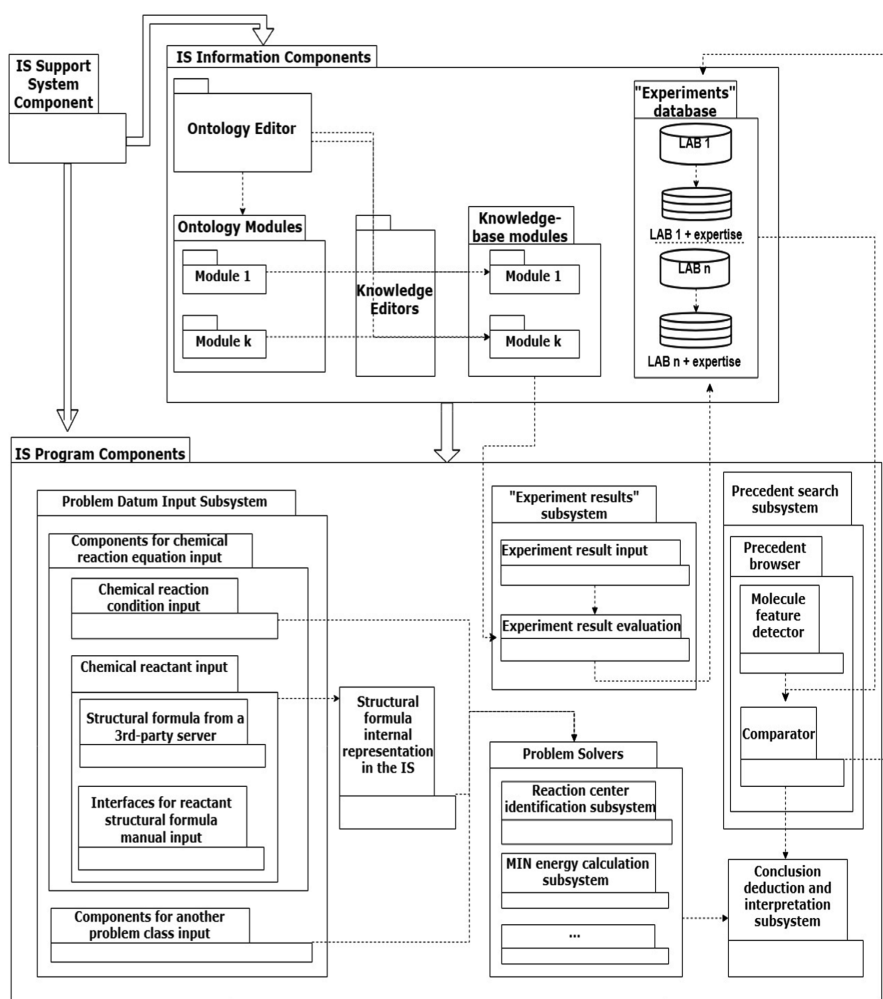 IS Support
System
Component
IS Information Components
Ontology Editor
Ontology Modules
Module 1
Module k
Knowledge
Editors
Knowledge-
base modules
Module 1
Module k
"Experiments"
database
LAB 1
LAB 1 + expertise
LAB n
LAB n + expertise
IS Program Components
Problem Datum Input Subsystem
Components for chemical
reaction equation input
Chemical reaction
condition input
Chemical reactant input
Structural formula from a
3rd-party server
Interfaces for reactant
structural formula
manual input
Components for another
problem class input
Structural
formula
internal
representation
in the IS
"Experiment results"
subsystem
Experiment result input
Experiment result evaluation
Problem Solvers
Reaction center
identification subsystem
MIN energy calculation
subsystem
...
Precedent search
subsystem
Precedent
browser
Molecule
feature
detector
Comparator
Conclusion
deduction and
interpretation
subsystem